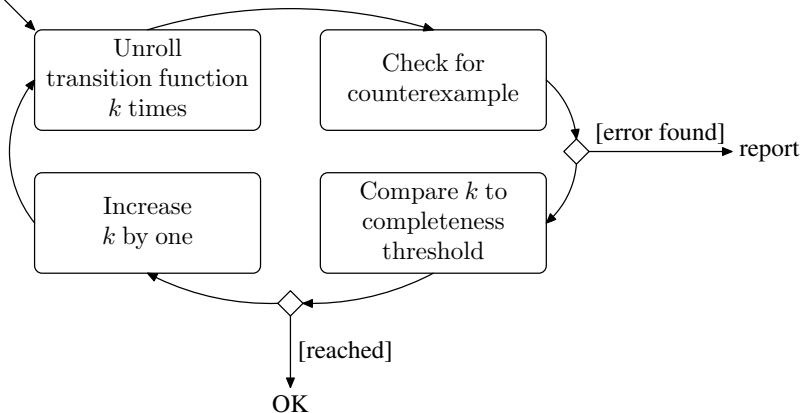 Unroll
transition function
k times
Check for
counterexample
[error found]
report
Compare k to
completeness
threshold
Increase
k by one
[reached]
OK